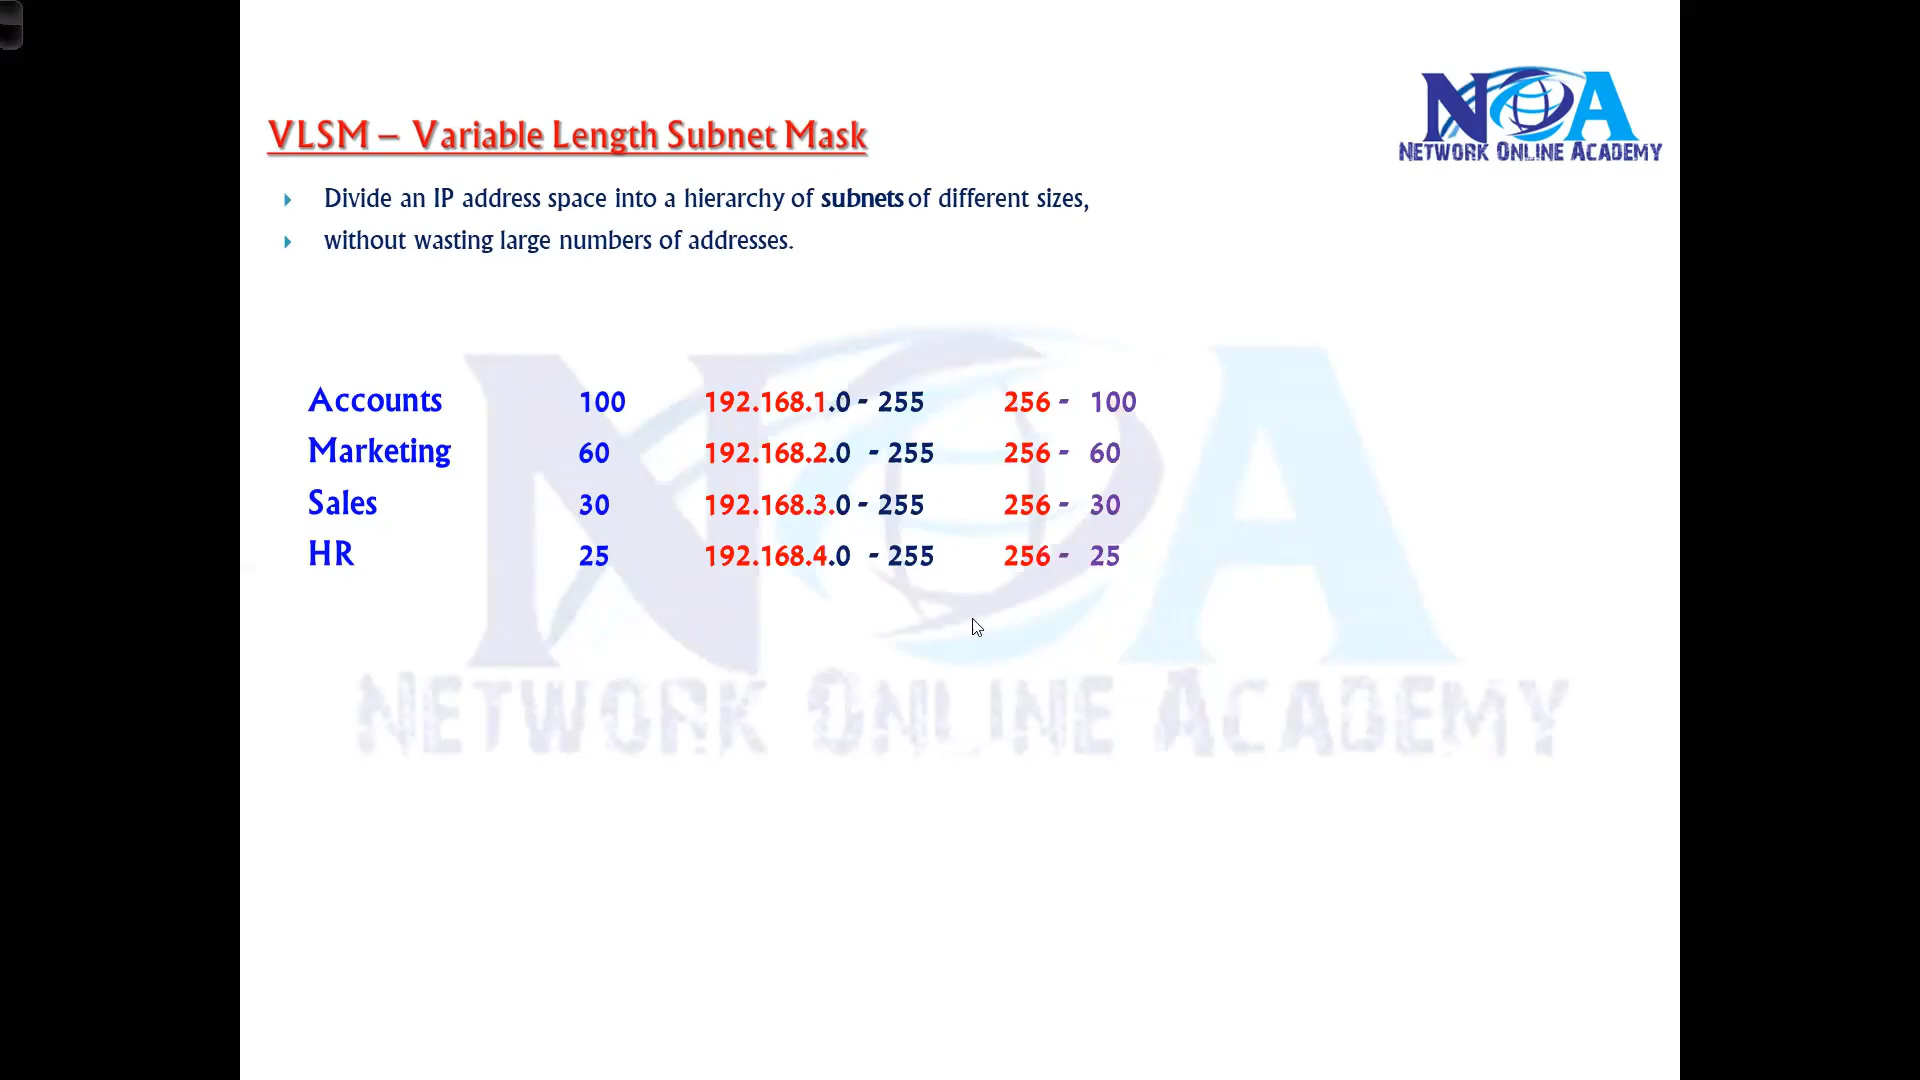 NOA
NETWORK ONLINE ACADEMY
VLSM – Variable Length Subnet Mask
Divide an IP address space into a hierarchy of subnets of different sizes,
without wasting large numbers of addresses.
Accounts 100 192.168.1.0 - 255 256 - 100
Marketing 60 192.168.2.0 - 255 256 - 60
Sales 30 192.168.3.0 - 255 256 - 30
HR 25 192.168.4.0 - 255 256 - 25
NOA
NETWORK ONLINE ACADEMY